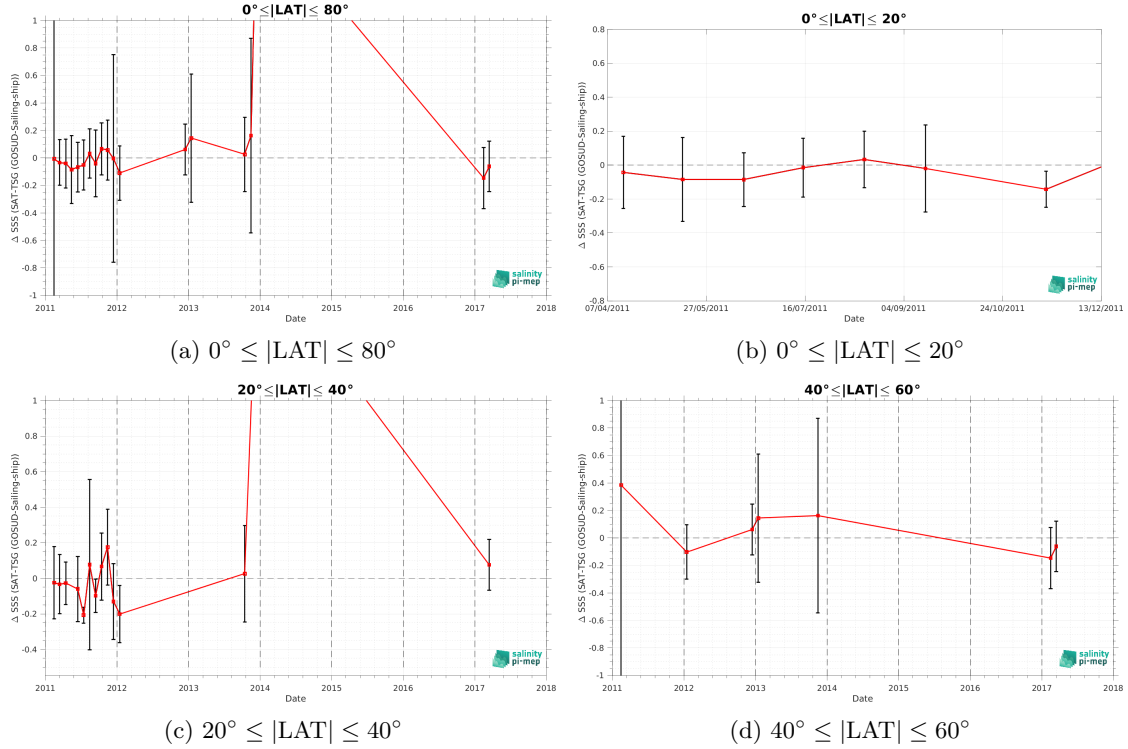 0°≤|LAT|≤ 80°
Δ SSS (SAT-TSG (GOSUD-Sailing-ship))
1
0.8
0.6
0.4
0.2
0
-0.2
-0.4
-0.6
-0.8
-1
2011 2012 2013 2014 2015 2016 2017 2018
Date
salinity
pi-mep
(a) 0° ≤ |LAT| ≤ 80°
0°≤|LAT|≤ 20°
Δ SSS (SAT-TSG (GOSUD-Sailing-ship))
0.8
0.6
0.4
0.2
0
-0.2
-0.4
-0.6
-0.8
07/04/2011 27/05/2011 16/07/2011 04/09/2011 24/10/2011 13/12/2011
Date
salinity
pi-mep
(b) 0° ≤ |LAT| ≤ 20°
20°≤|LAT|≤ 40°
Δ SSS (SAT-TSG (GOSUD-Sailing-ship))
1
0.8
0.6
0.4
0.2
0
-0.2
-0.4
2011 2012 2013 2014 2015 2016 2017 2018
Date
salinity
pi-mep
(c) 20° ≤ |LAT| ≤ 40°
40°≤|LAT|≤ 60°
Δ SSS (SAT-TSG (GOSUD-Sailing-ship))
1
0.8
0.6
0.4
0.2
0
-0.2
-0.4
-0.6
-0.8
-1
2011 2012 2013 2014 2015 2016 2017 2018
Date
salinity
pi-mep
(d) 40° ≤ |LAT| ≤ 60°